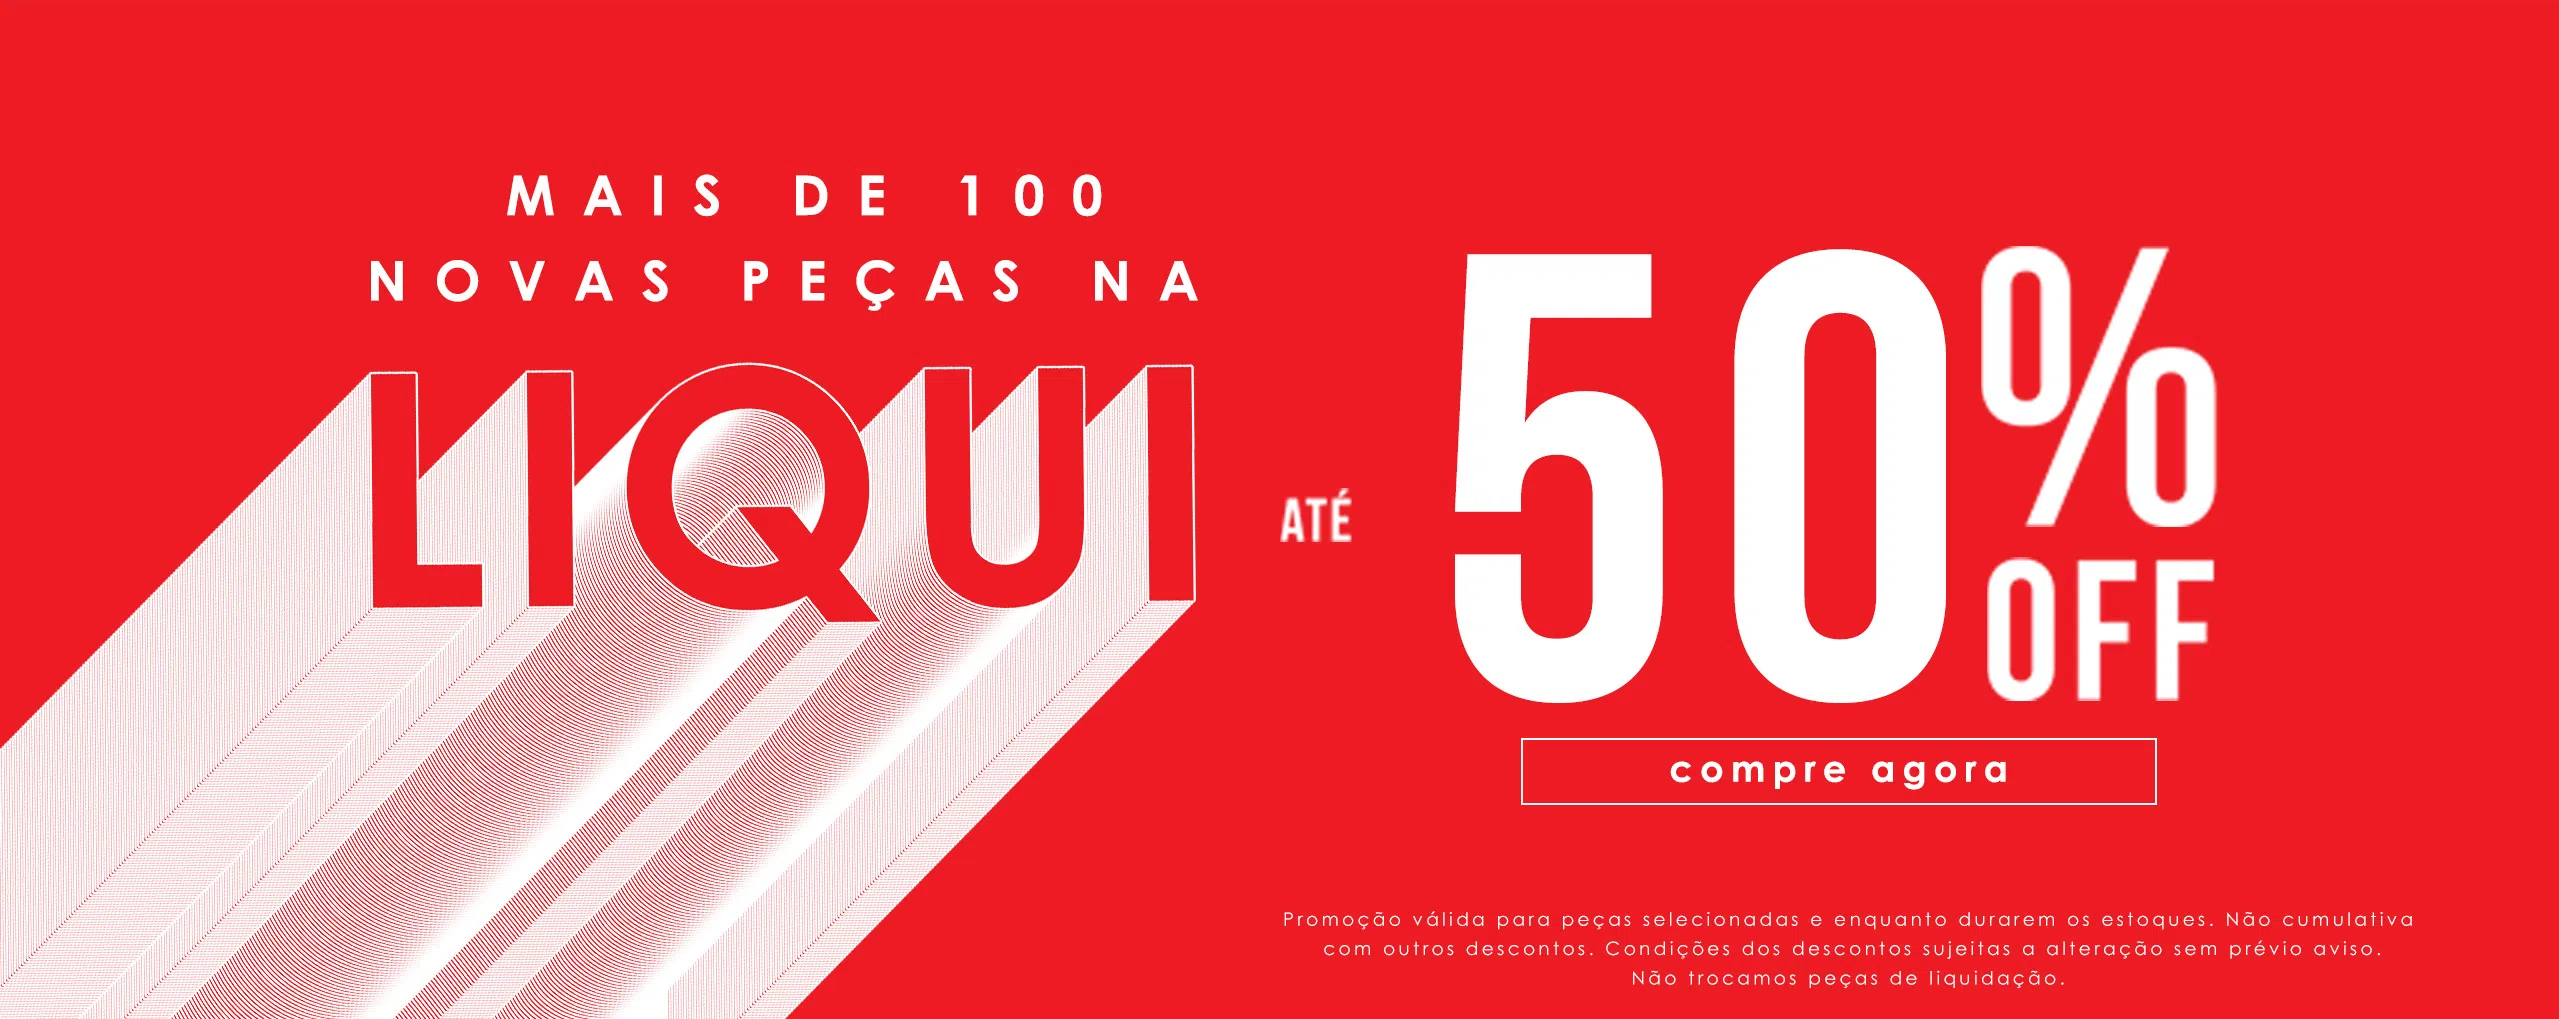 MAIS DE 100
NOVAS PEÇAS NA
LIQUI
ATÉ
50%
OFF
compre agora
Promoção válida para peças selecionadas e enquanto durarem os estoques. Não cumulativa
com outros descontos. Condições dos descontos sujeitas a alteração sem prévio aviso.
Não trocamos peças de liquidação.